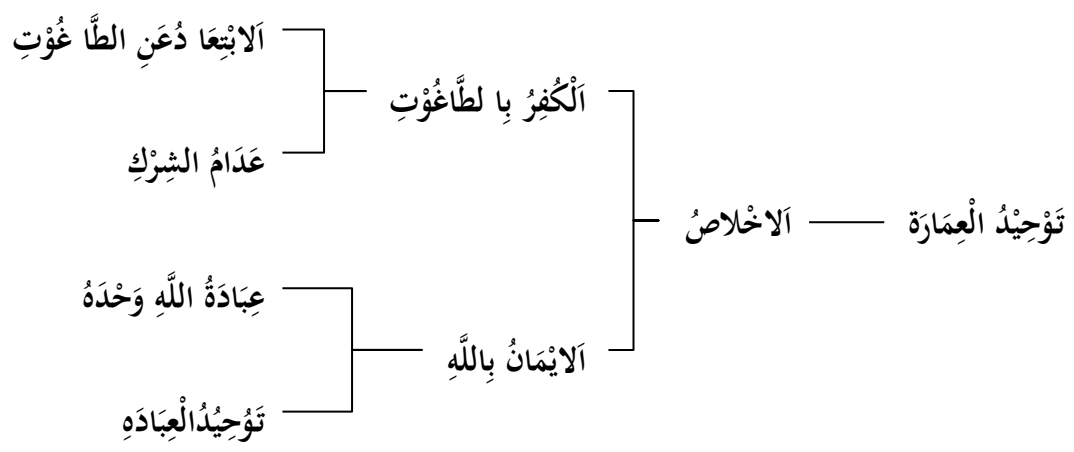 تَوْحِيْدُ الْعِمَارَة
اَلاخْلاصُ
اَلْكُفِرُ بِا لطَّاغُوْتِ
اَلابْتِعَا دُعَنِ الطَّا غُوْتِ
عَدَامُ الشِرْكِ
اَلايْمَانُ بِاللَّهِ
عِبَادَةُ اللَّهِ وَحْدَهُ
تَوُحِيُدُالْعِبَادَهِ